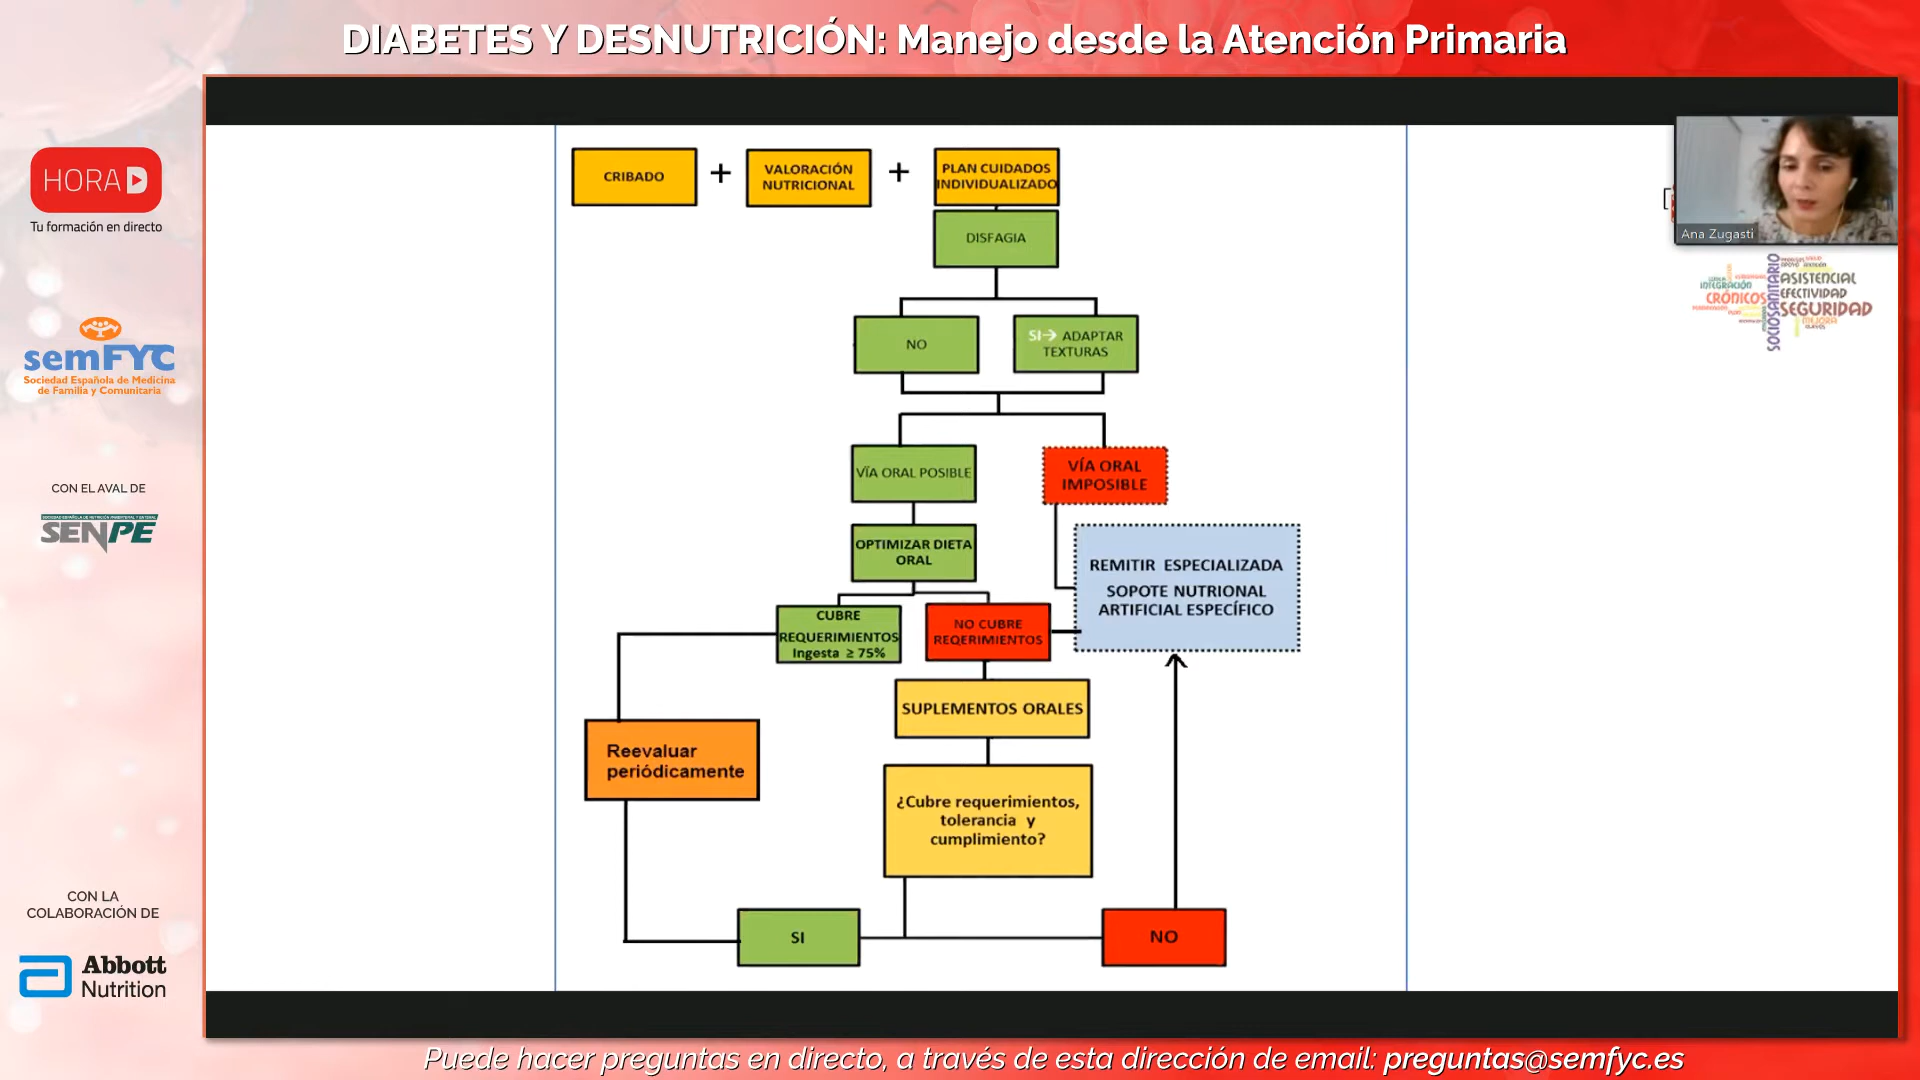 DIABETES Y DESNUTRICIÓN: Manejo desde la Atención Primaria
HORA D
Tu formación en directo
semFYC
Sociedad Española de Medicina
de Familia y Comunitaria
CON EL AVAL DE
SENPE
CON LA
COLABORACIÓN DE
Abbott
Nutrition
CRIBADO
+
VALORACIÓN
NUTRICIONAL
+
PLAN CUIDADOS
INDIVIDUALIZADO
DISFAGIA
NO
SI→ ADAPTAR
TEXTURAS
VÍA ORAL POSIBLE
VÍA ORAL
IMPOSIBLE
OPTIMIZAR DIETA
ORAL
REMITIR ESPECIALIZADA
SOPOTE NUTRIONAL
ARTIFICIAL ESPECÍFICO
CUBRE
REQUERIMIENTOS
Ingesta ≥ 75%
NO CUBRE
REQERIMIENTOS
SUPLEMENTOS ORALES
Reevaluar
periódicamente
¿Cubre requerimientos,
tolerancia y
cumplimiento?
SI
NO
Ana Zugasti
INTEGRACIÓN
CRÓNICOS
SOCIOSANITARIO
ASISTENCIAL
EFECTIVIDAD
SEGURIDAD
MEJORA
Puede hacer preguntas en directo, a través de esta dirección de email: preguntas@semfyc.es